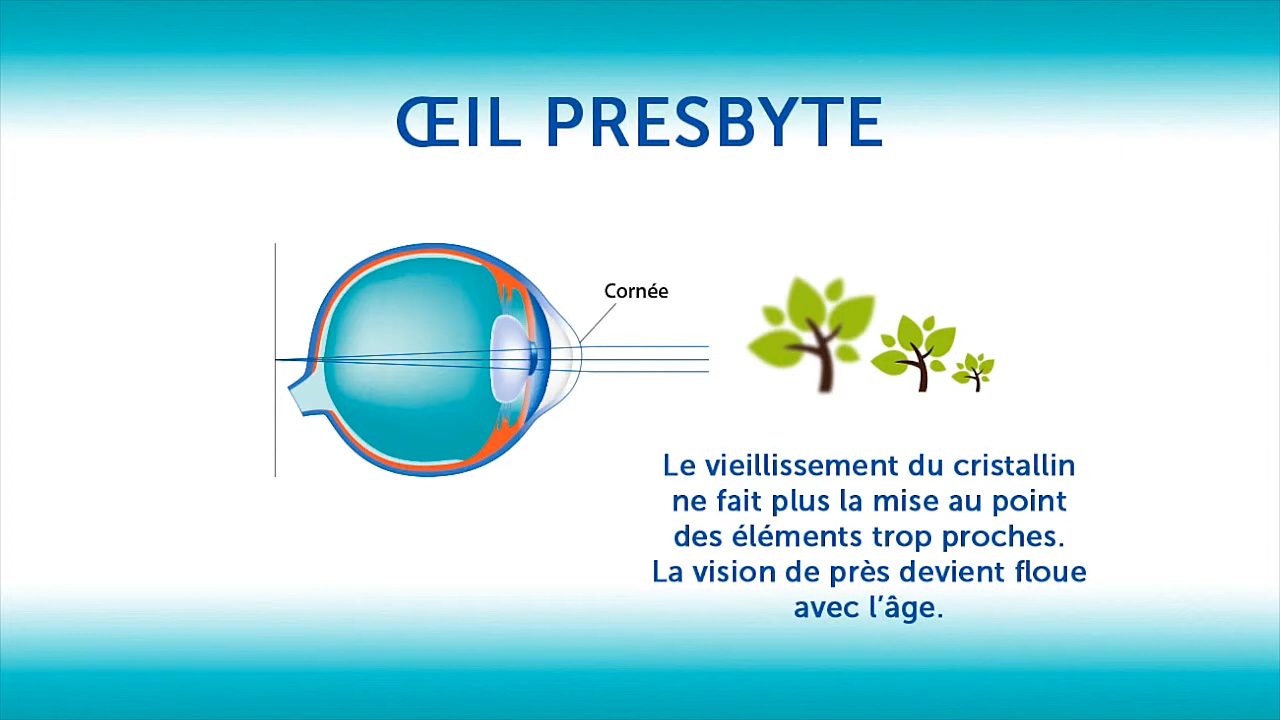 ŒIL PRESBYTE
Cornée
Le vieillissement du cristallin
ne fait plus la mise au point
des éléments trop proches.
La vision de près devient floue
avec l’âge.